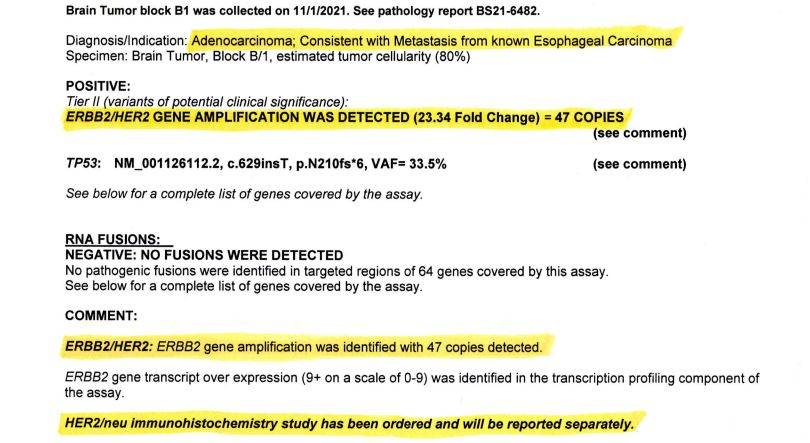 Brain Tumor block B1 was collected on 11/1/2021. See pathology report BS21-6482.
Diagnosis/Indication: Adenocarcinoma; Consistent with Metastasis from known Esophageal Carcinoma
Specimen: Brain Tumor, Block B/1, estimated tumor cellularity (80%)
POSITIVE:
Tier II (variants of potential clinical significance):
ERBB2/HER2 GENE AMPLIFICATION WAS DETECTED (23.34 Fold Change) = 47 COPIES
(see comment)
TP53: NM_001126112.2, c.629insT, p.N210fs*6, VAF= 33.5% (see comment)
See below for a complete list of genes covered by the assay.
RNA FUSIONS:
NEGATIVE: NO FUSIONS WERE DETECTED
No pathogenic fusions were identified in targeted regions of 64 genes covered by this assay.
See below for a complete list of genes covered by the assay.
COMMENT:
ERBB2/HER2: ERBB2 gene amplification was identified with 47 copies detected.
ERBB2 gene transcript over expression (9+ on a scale of 0-9) was identified in the transcription profiling component of
the assay.
HER2/neu immunohistochemistry study has been ordered and will be reported separately.